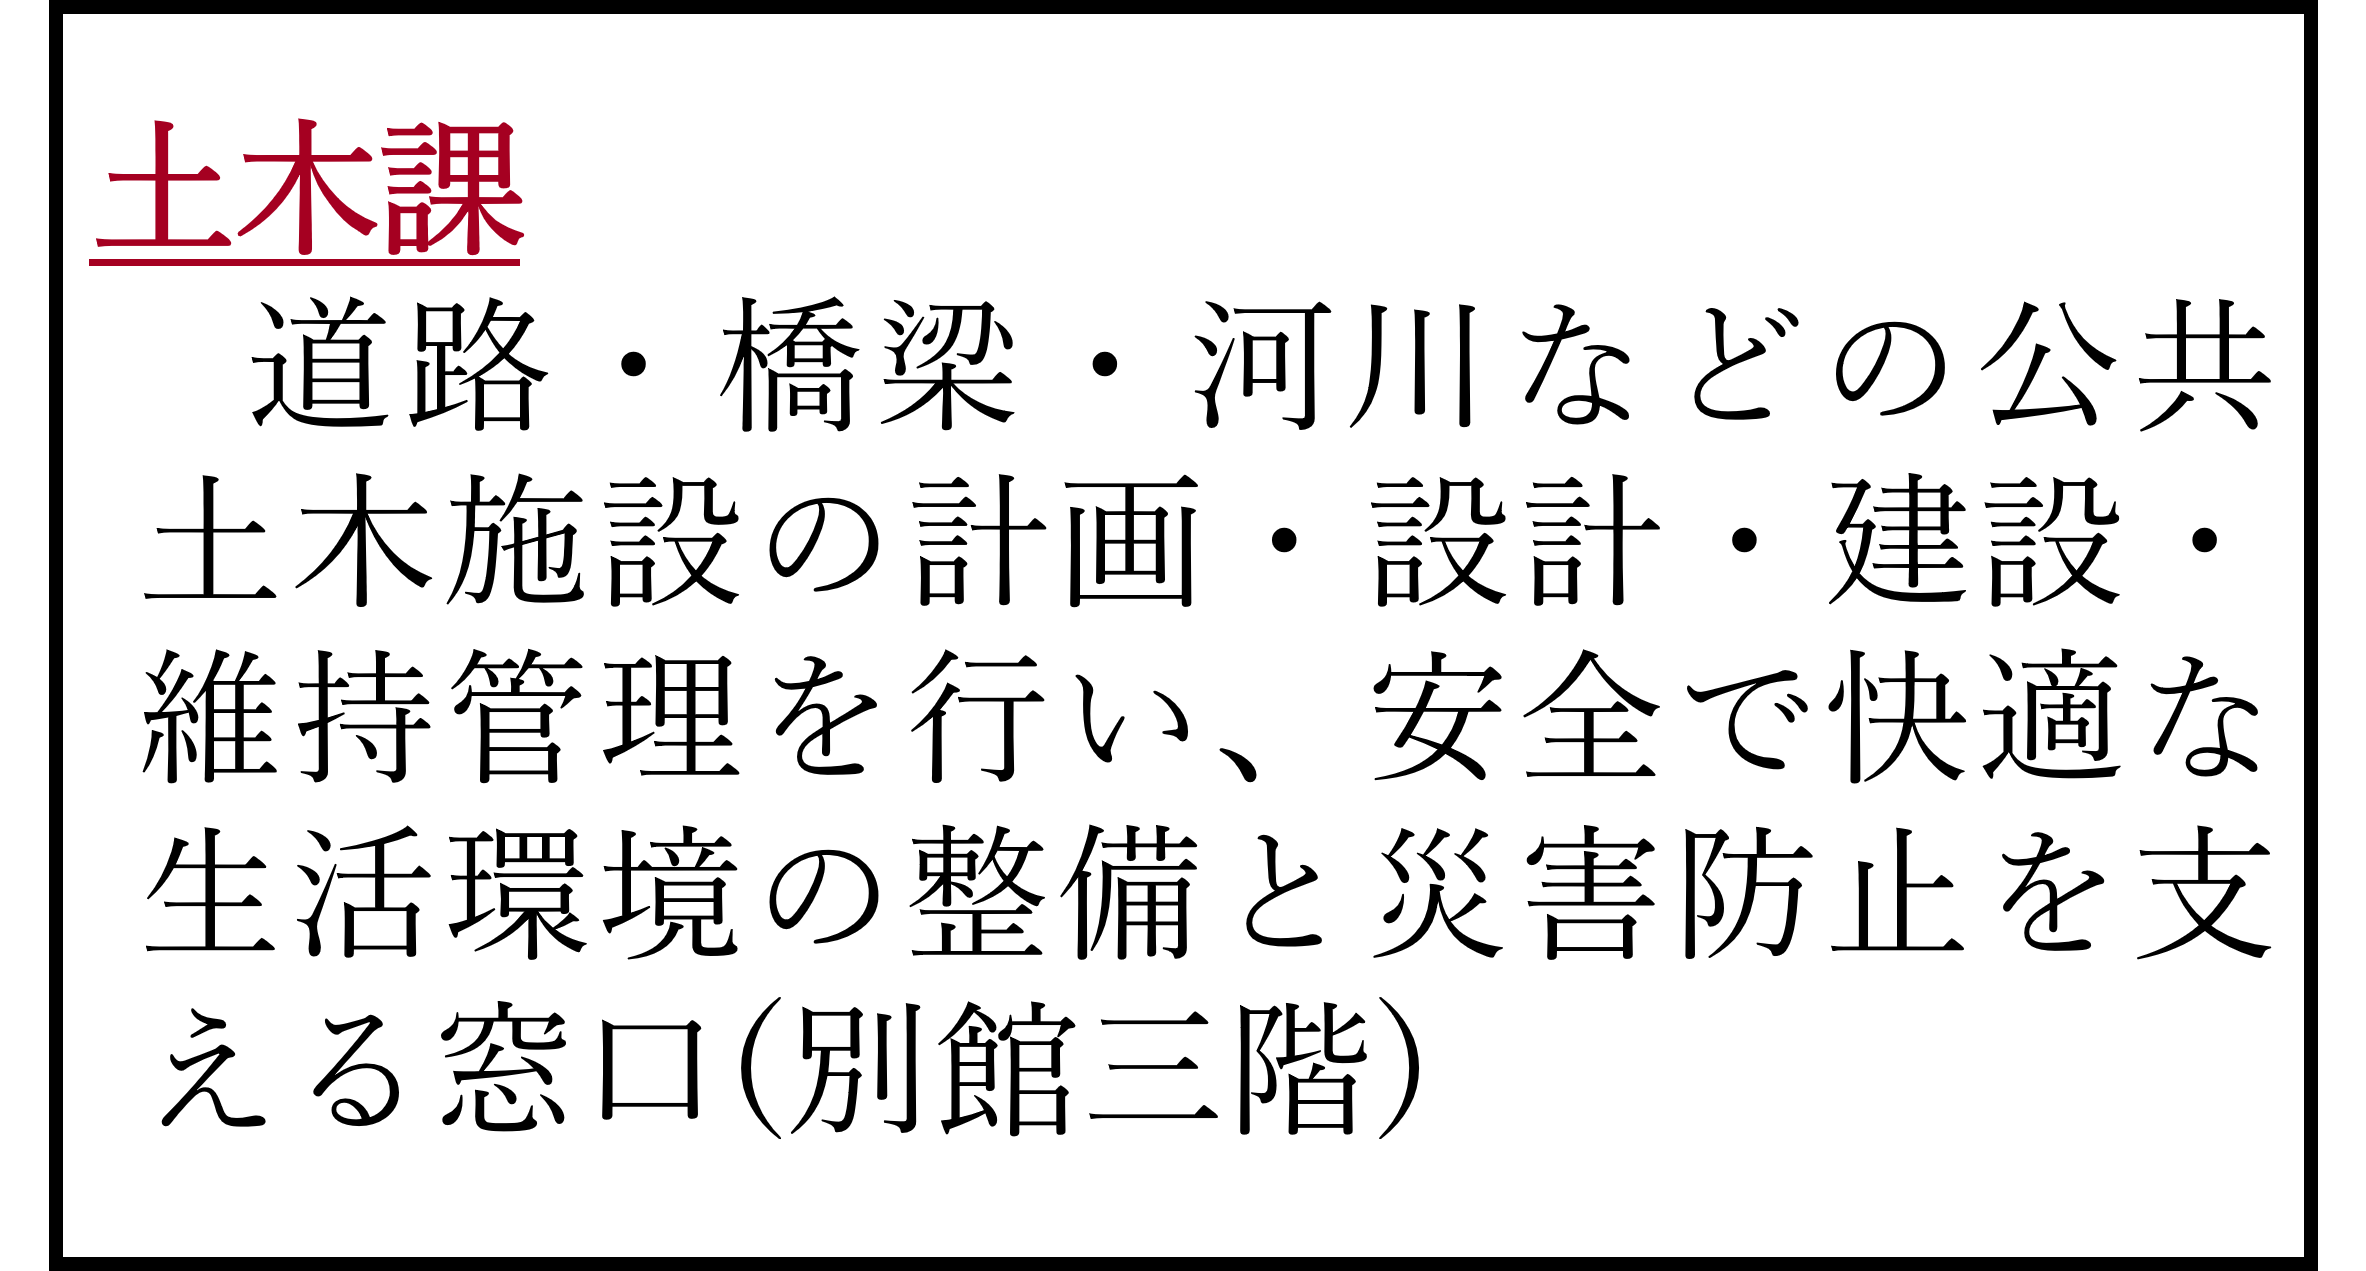 土木課
道路・橋梁・河川などの公共
土木施設の計画・設計・建設・
維持管理を行い、安全で快適な
生活環境の整備と災害防止を支
える窓口(別館三階)